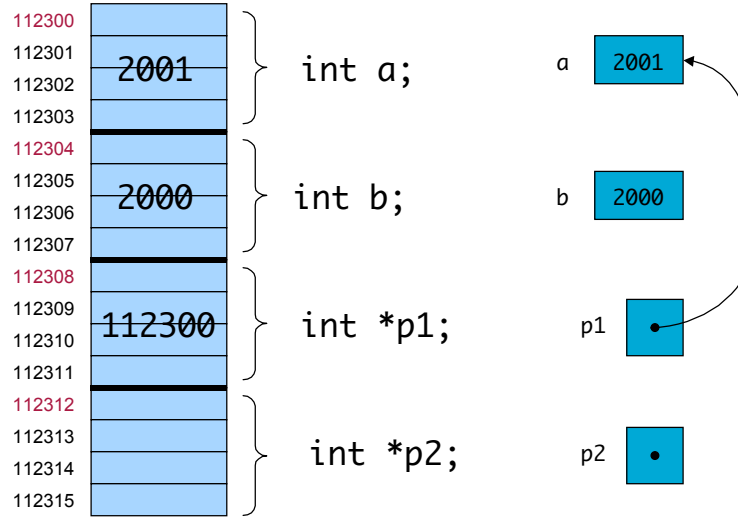 112300
112301
112302
112303
2001
int a;
a
2001
112304
112305
112306
112307
2000
int b;
b
2000
112308
112309
112310
112311
112300
int *p1;
p1
112312
112313
112314
112315
int *p2;
p2